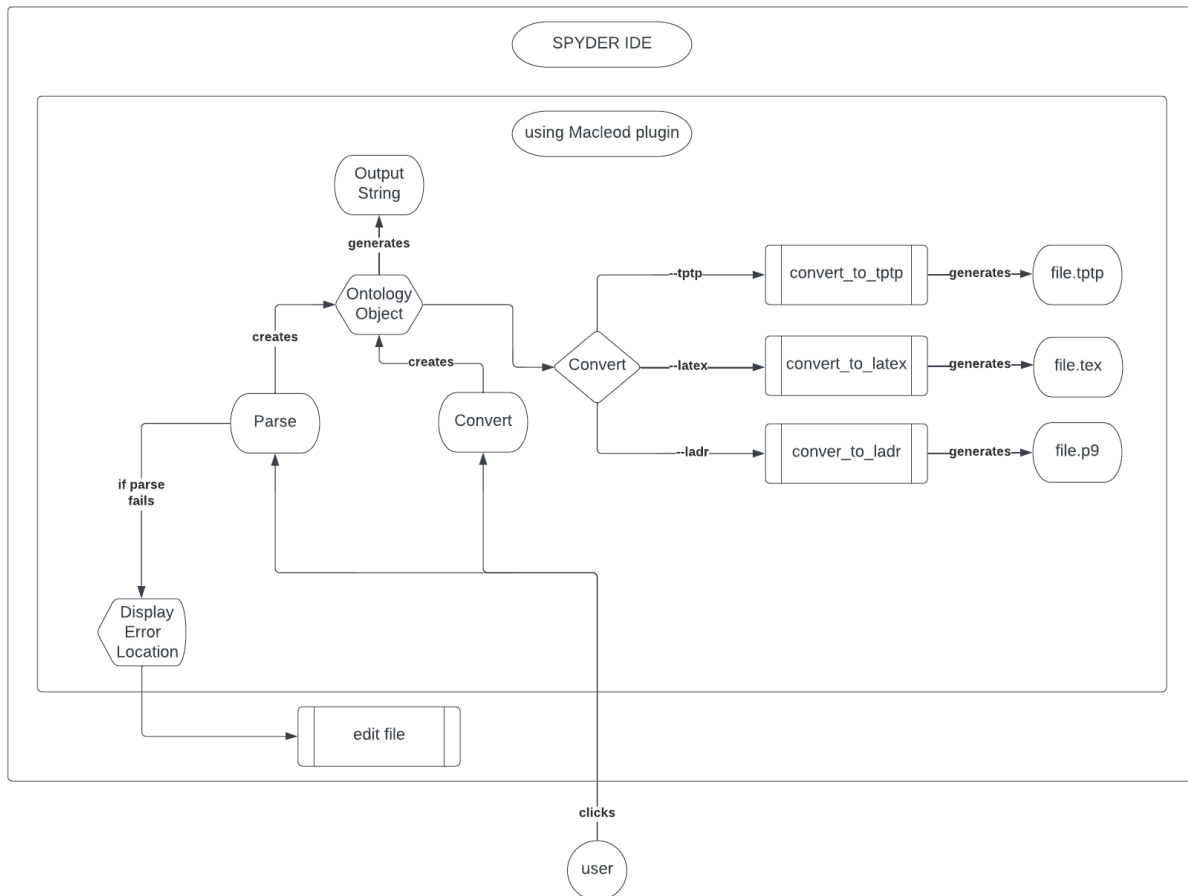 SPYDER IDE
using Macleod plugin
Output
String
generates
Ontology
Object
creates
creates
Parse
Convert
Convert
--tptp
convert_to_tptp
generates
file.tptp
--latex
convert_to_latex
generates
file.tex
--ladr
conver_to_ladr
generates
file.p9
if parse
fails
Display
Error
Location
edit file
clicks
user